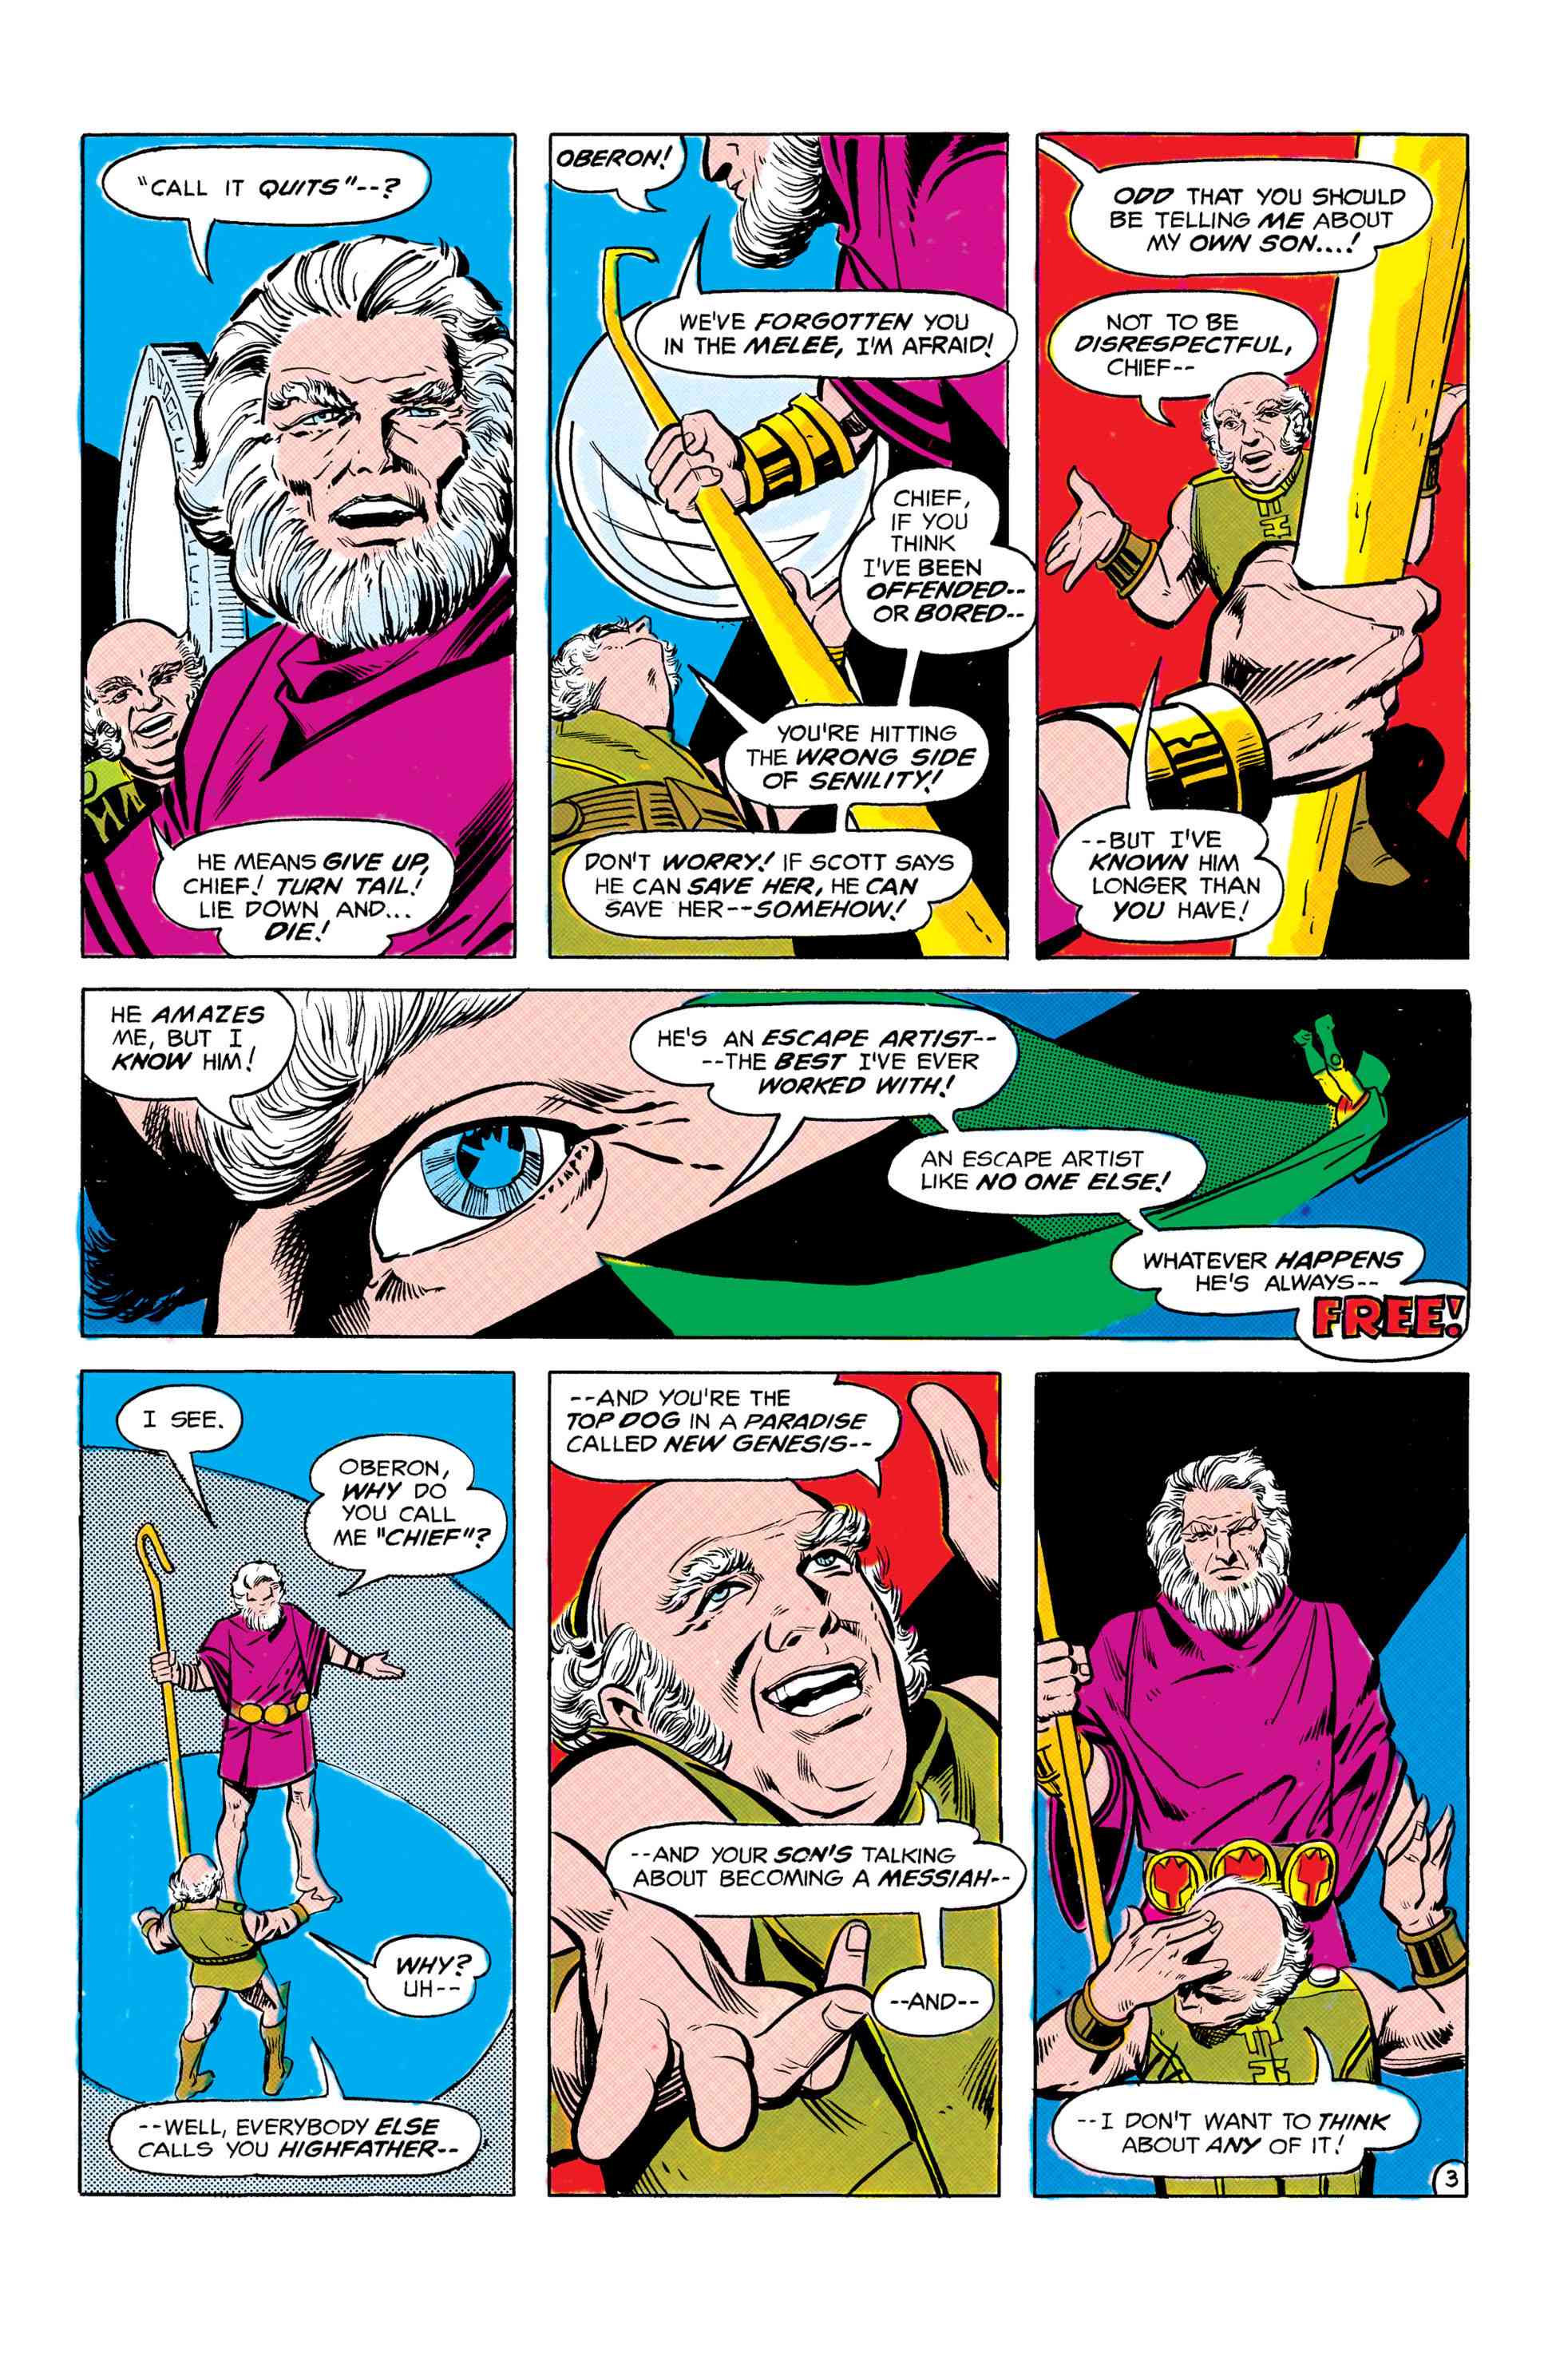 "CALL IT QUITS"--?
HE MEANS GIVE UP,
CHIEF! TURN TAIL!
LIE DOWN AND...
DIE!
OBERON!
WE'VE FORGOTTEN YOU
IN THE MELEE, I'M AFRAID!
CHIEF,
IF YOU
THINK
I'VE BEEN
OFFENDED--
OR BORED--
YOU'RE HITTING
THE WRONG SIDE
OF SENILITY!
DON'T WORRY! IF SCOTT SAYS
HE CAN SAVE HER, HE CAN
SAVE HER--SOMEHOW!
ODD THAT YOU SHOULD
BE TELLING ME ABOUT
MY OWN SON...!
NOT TO BE
DISRESPECTFUL,
CHIEF--
--BUT I'VE
KNOWN HIM
LONGER THAN
YOU HAVE!
HE AMAZES
ME, BUT I
KNOW HIM!
HE'S AN ESCAPE ARTIST--
--THE BEST I'VE EVER
WORKED WITH!
AN ESCAPE ARTIST
LIKE NO ONE ELSE!
WHATEVER HAPPENS
HE'S ALWAYS--
FREE!
I SEE.
OBERON,
WHY DO
YOU CALL
ME "CHIEF"?
WHY?
UH--
--WELL, EVERYBODY ELSE
CALLS YOU HIGHFATHER--
--AND YOU'RE THE
TOP DOG IN A PARADISE
CALLED NEW GENESIS--
--AND YOUR SON'S TALKING
ABOUT BECOMING A MESSIAH--
--AND--
--I DON'T WANT TO THINK
ABOUT ANY OF IT!
3